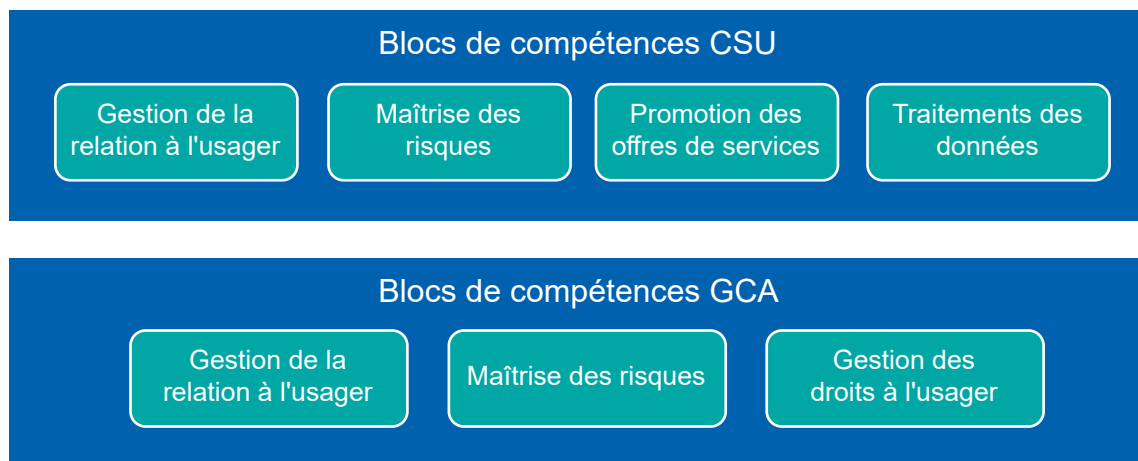 Blocs de compétences CSU
Gestion de la
relation à l'usager
Maîtrise des
risques
Promotion des
offres de services
Traitements des
données
Blocs de compétences GCA
Gestion de la
relation à l'usager
Maîtrise des risques
Gestion des
droits à l'usager